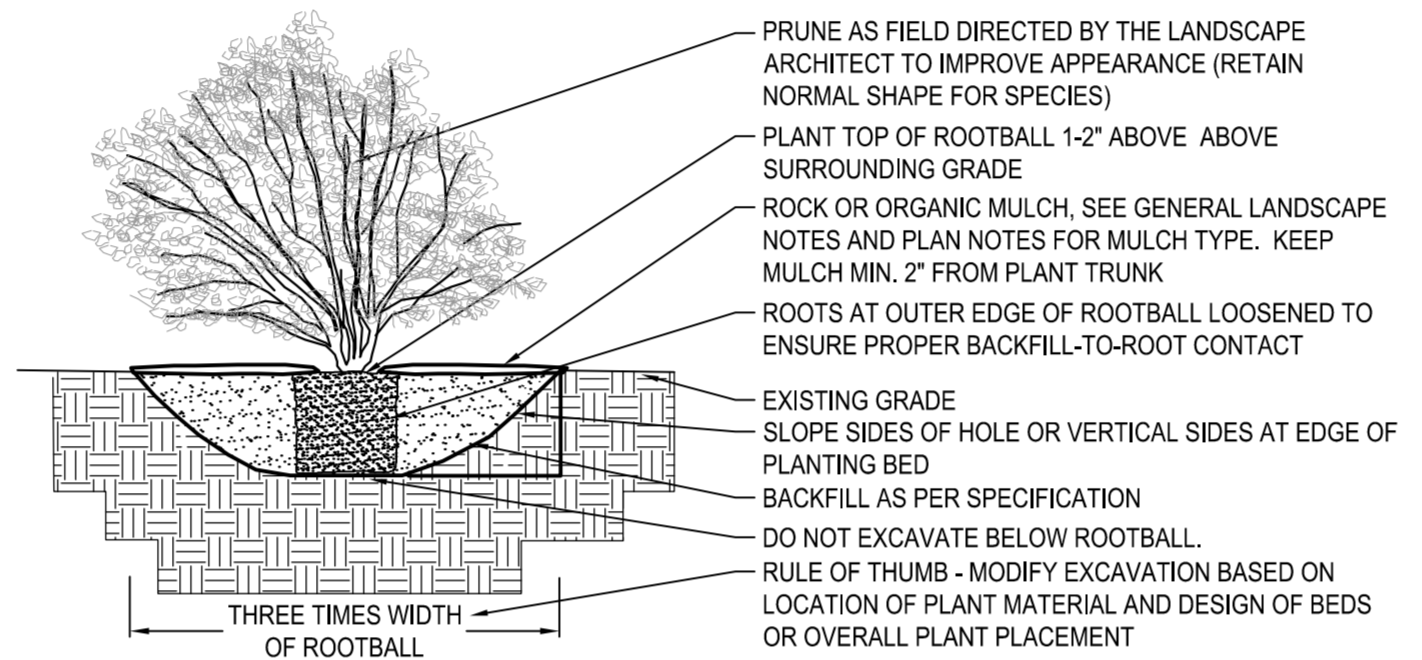 PRUNE AS FIELD DIRECTED BY THE LANDSCAPE
ARCHITECT TO IMPROVE APPEARANCE (RETAIN
NORMAL SHAPE FOR SPECIES)
PLANT TOP OF ROOTBALL 1-2" ABOVE ABOVE
SURROUNDING GRADE
ROCK OR ORGANIC MULCH, SEE GENERAL LANDSCAPE
NOTES AND PLAN NOTES FOR MULCH TYPE. KEEP
MULCH MIN. 2" FROM PLANT TRUNK
ROOTS AT OUTER EDGE OF ROOTBALL LOOSENED TO
ENSURE PROPER BACKFILL-TO-ROOT CONTACT
EXISTING GRADE
SLOPE SIDES OF HOLE OR VERTICAL SIDES AT EDGE OF
PLANTING BED
BACKFILL AS PER SPECIFICATION
DO NOT EXCAVATE BELOW ROOTBALL.
RULE OF THUMB - MODIFY EXCAVATION BASED ON
LOCATION OF PLANT MATERIAL AND DESIGN OF BEDS
OR OVERALL PLANT PLACEMENT
THREE TIMES WIDTH
OF ROOTBALL